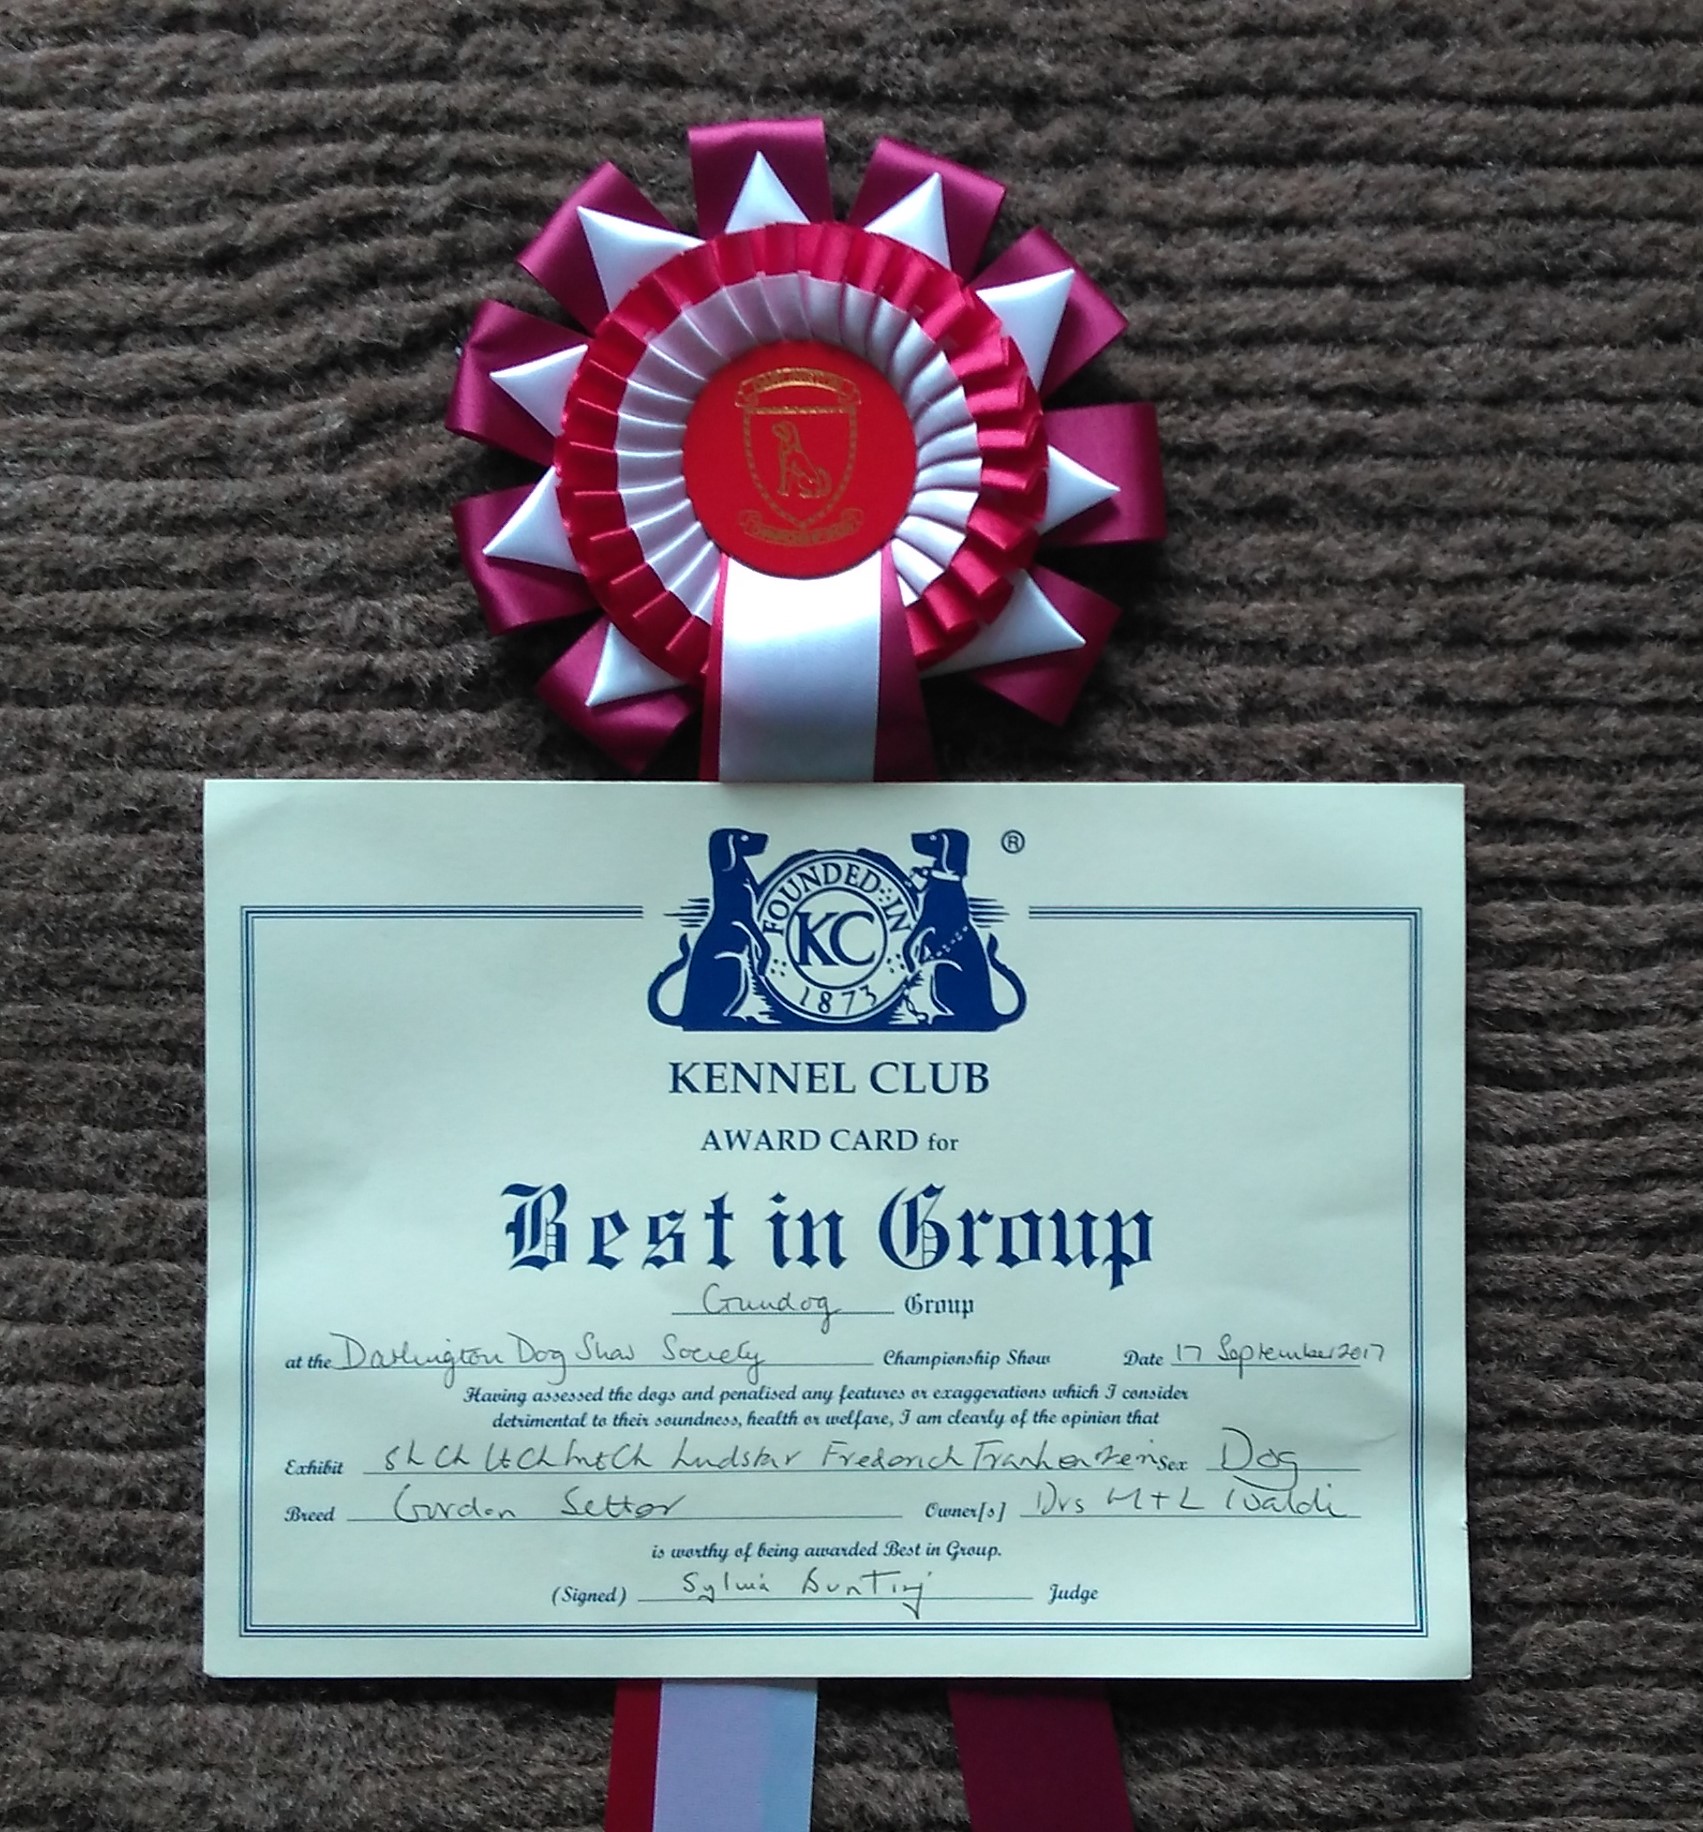 ®
FOUNDED IN
KC
1873
KENNEL CLUB
AWARD CARD for
Best in Group
Gundog Group
at the Darlington Dog Show Society Championship Show Date 17 September 2017
Having assessed the dogs and penalised any features or exaggerations which I consider
detrimental to their soundness, health or welfare, I am clearly of the opinion that
Exhibit Sh Ch Lt Ch Int Ch Ludstar Frederich Frankenstein Sex Dog
Breed Gordon Setter Owner[s] Drs M + L Waldi
is worthy of being awarded Best in Group.
(Signed) Sylvia Bunting Judge